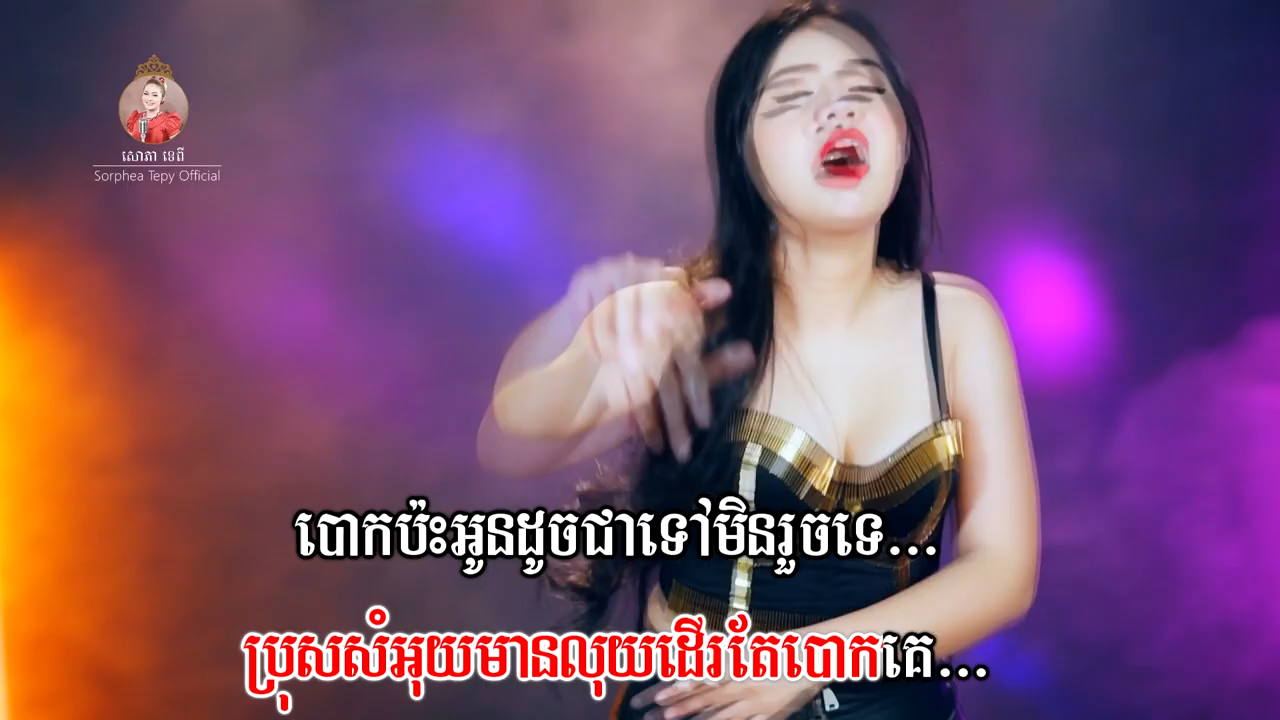 សោភា ទេពី
Sorphea Tepy Official
បោកប៉ះអូនដូចជាទៅមិនរួចទេ...
ប្រុសសំអុយមានលុយដើរតែបោកគេ...